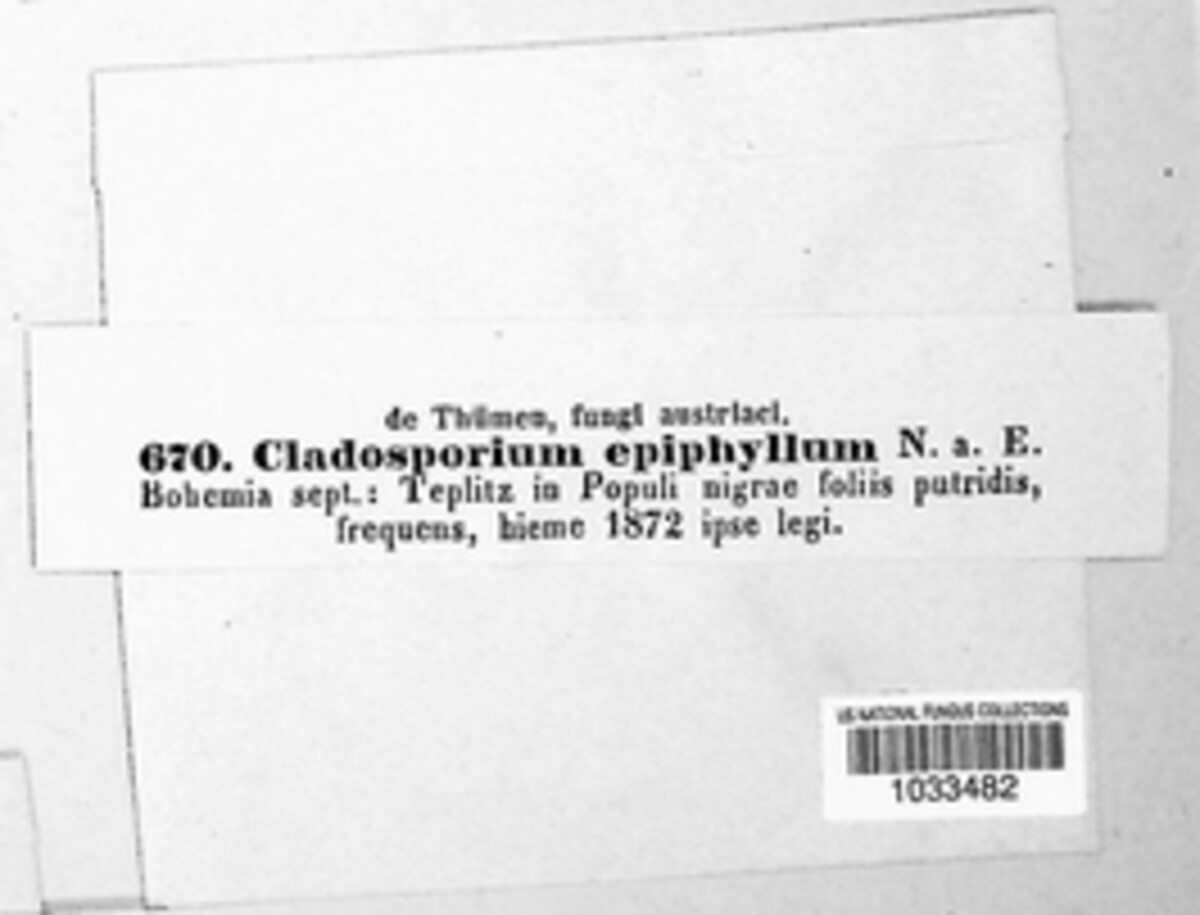 de Thümen, fungi austriaci.
670. Cladosporium epiphyllum N. a. E.
Bohemia sept.: Teplitz in Populi nigrae foliis putridis,
frequens, hieme 1872 ipse legi.
US NATIONAL FUNGUS COLLECTIONS
1033482